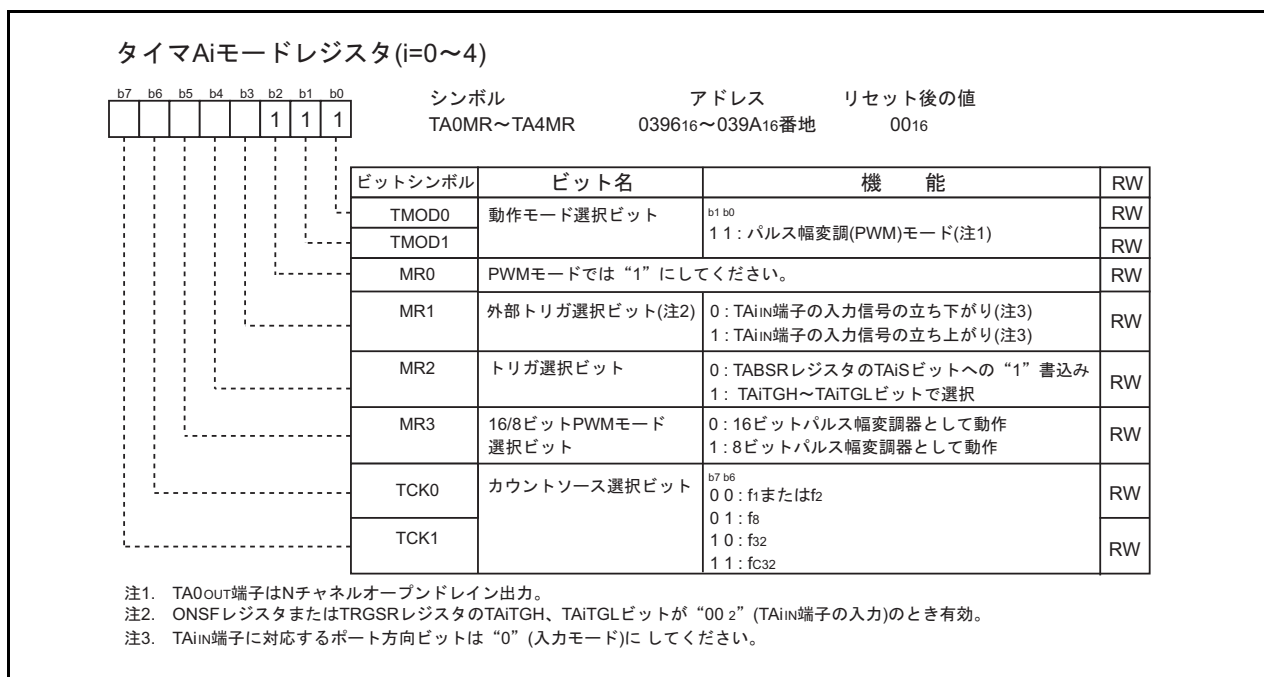 タイマAiモードレジスタ(i=0～4)
b7 b6 b5 b4 b3 b2 b1 b0
1 1 1
シンボル アドレス リセット後の値
TA0MR～TA4MR 039616～039A16番地 0016
ビットシンボル ビット名 機 能 RW
TMOD0 動作モード選択ビット b1 b0 RW
1 1 : パルス幅変調(PWM)モード(注1)
TMOD1 RW
MR0 PWMモードでは“1”にしてください。 RW
MR1 外部トリガ選択ビット(注2) 0 : TAiIN端子の入力信号の立ち下がり(注3) RW
1 : TAiIN端子の入力信号の立ち上がり(注3)
MR2 トリガ選択ビット 0 : TABSRレジスタのTAiSビットへの“1”書込み RW
1 : TAiTGH～TAiTGLビットで選択
MR3 16/8ビットPWMモード 0 : 16ビットパルス幅変調器として動作 RW
選択ビット 1 : 8ビットパルス幅変調器として動作
TCK0 カウントソース選択ビット b7 b6 RW
0 0 : f1またはf2
0 1 : f8
TCK1 1 0 : f32 RW
1 1 : fC32
注1. TA0OUT端子はNチャネルオープンドレイン出力。
注2. ONSFレジスタまたはTRGSRレジスタのTAiTGH、TAiTGLビットが“00 2”(TAiIN端子の入力)のとき有効。
注3. TAiIN端子に対応するポート方向ビットは“0”(入力モード)に してください。